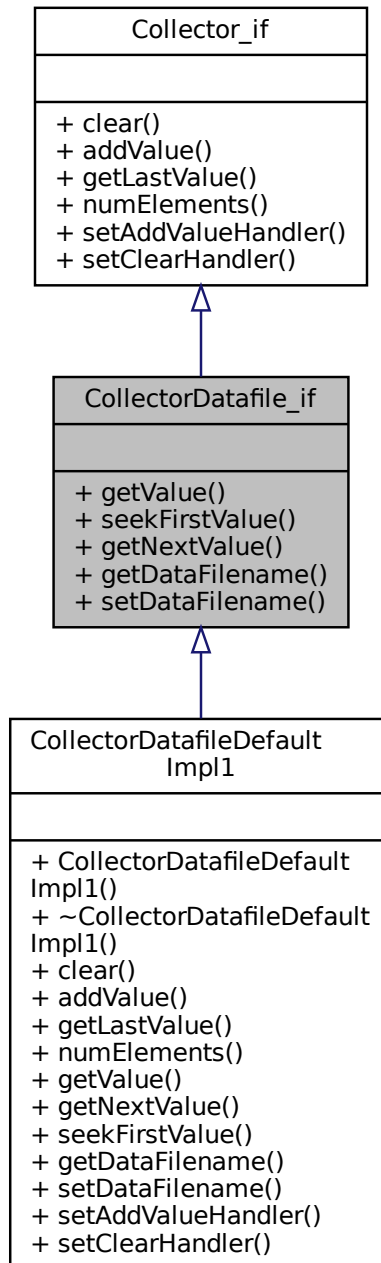 Collector_if
+ clear()
+ addValue()
+ getLastValue()
+ numElements()
+ setAddValueHandler()
+ setClearHandler()
CollectorDatafile_if
+ getValue()
+ seekFirstValue()
+ getNextValue()
+ getDataFilename()
+ setDataFilename()
CollectorDatafileDefault
Impl1
+ CollectorDatafileDefault
Impl1()
+ ~CollectorDatafileDefault
Impl1()
+ clear()
+ addValue()
+ getLastValue()
+ numElements()
+ getValue()
+ getNextValue()
+ seekFirstValue()
+ getDataFilename()
+ setDataFilename()
+ setAddValueHandler()
+ setClearHandler()